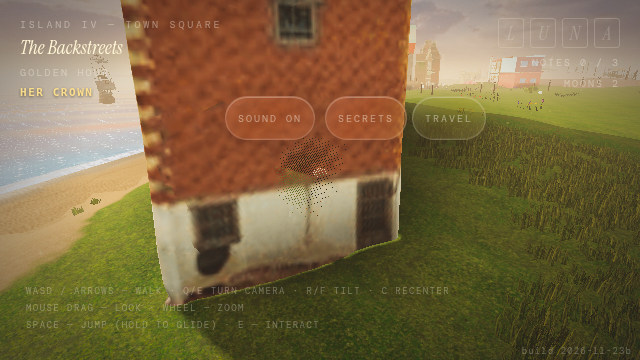 ISLAND IV — TOWN SQUARE
The Backstreets
GOLDEN HO
HER CROWN
LUNA
NOTES 0 / 3
MOONS 2
SOUND ON
SECRETS
TRAVEL
WASD / ARROWS — WALK · Q/E TURN CAMERA · R/F TILT · C RECENTER
MOUSE DRAG — LOOK · WHEEL — ZOOM
SPACE — JUMP (HOLD TO GLIDE) · E — INTERACT
build 2026-11-23b